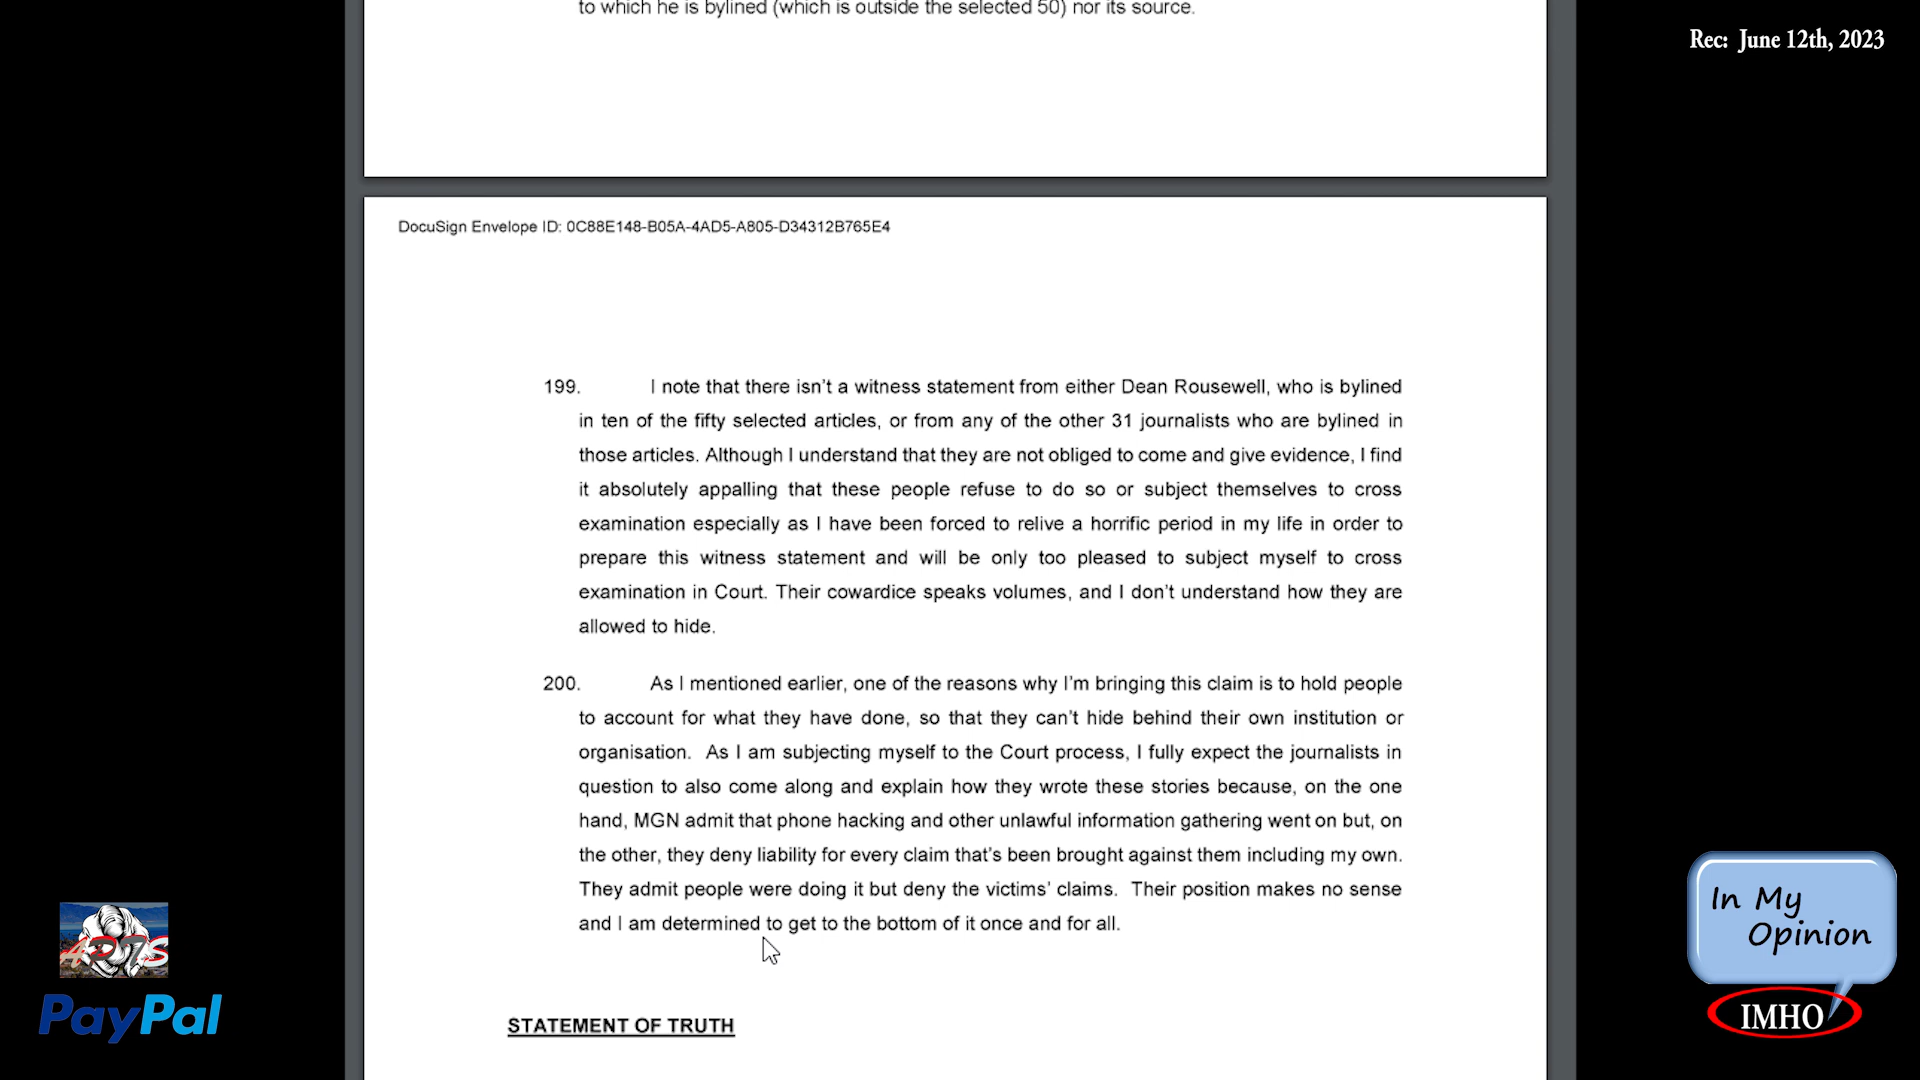 to which he is bylined (which is outside the selected 50) nor its source.
Rec: June 12th, 2023
DocuSign Envelope ID: 0C88E148-B05A-4AD5-A805-D34312B765E4
199. I note that there isn't a witness statement from either Dean Rousewell, who is bylined
in ten of the fifty selected articles, or from any of the other 31 journalists who are bylined in
those articles. Although I understand that they are not obliged to come and give evidence, I find
it absolutely appalling that these people refuse to do so or subject themselves to cross
examination especially as I have been forced to relive a horrific period in my life in order to
prepare this witness statement and will be only too pleased to subject myself to cross
examination in Court. Their cowardice speaks volumes, and I don't understand how they are
allowed to hide.
200. As I mentioned earlier, one of the reasons why I'm bringing this claim is to hold people
to account for what they have done, so that they can't hide behind their own institution or
organisation. As I am subjecting myself to the Court process, I fully expect the journalists in
question to also come along and explain how they wrote these stories because, on the one
hand, MGN admit that phone hacking and other unlawful information gathering went on but, on
the other, they deny liability for every claim that's been brought against them including my own.
They admit people were doing it but deny the victims' claims. Their position makes no sense
and I am determined to get to the bottom of it once and for all.
STATEMENT OF TRUTH
PayPal
In My
Opinion
IMHO